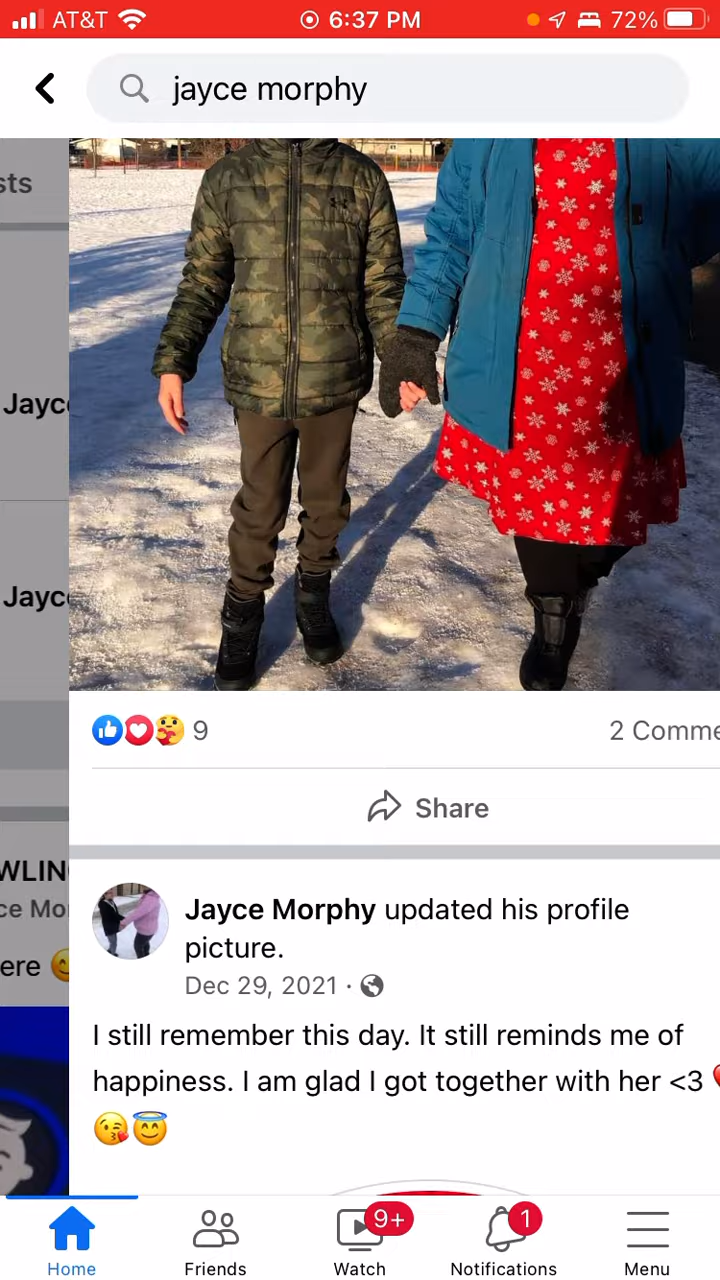 AT&T 6:37 PM 72%
jayce morphy
sts
Jayc
Jayc
9 2 Comme
Share
WLIN
ce Mo
ere
Jayce Morphy updated his profile
picture.
Dec 29, 2021 ·
I still remember this day. It still reminds me of
happiness. I am glad I got together with her <3
9+ 1
Home Friends Watch Notifications Menu